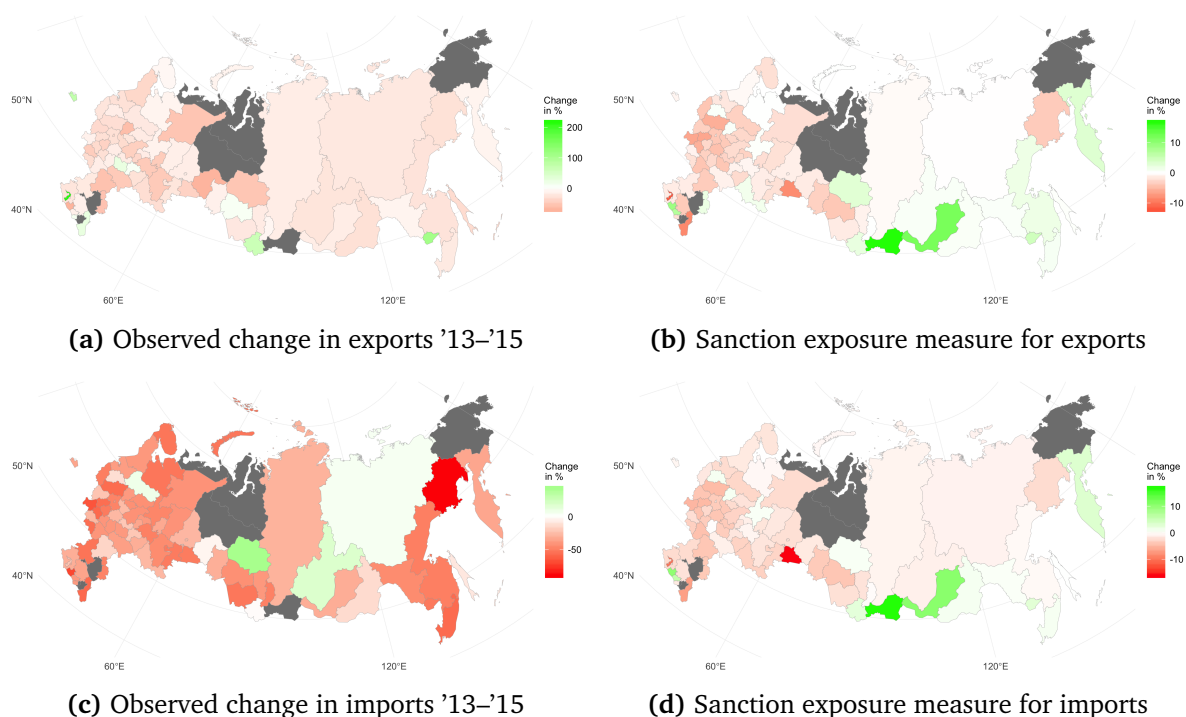 50°N
40°N
60°E
120°E
Change
in %
200
100
0
(a) Observed change in exports ’13–’15
50°N
40°N
60°E
120°E
Change
in %
10
0
-10
(b) Sanction exposure measure for exports
50°N
40°N
60°E
120°E
Change
in %
0
-50
(c) Observed change in imports ’13–’15
50°N
40°N
60°E
120°E
Change
in %
10
0
-10
(d) Sanction exposure measure for imports